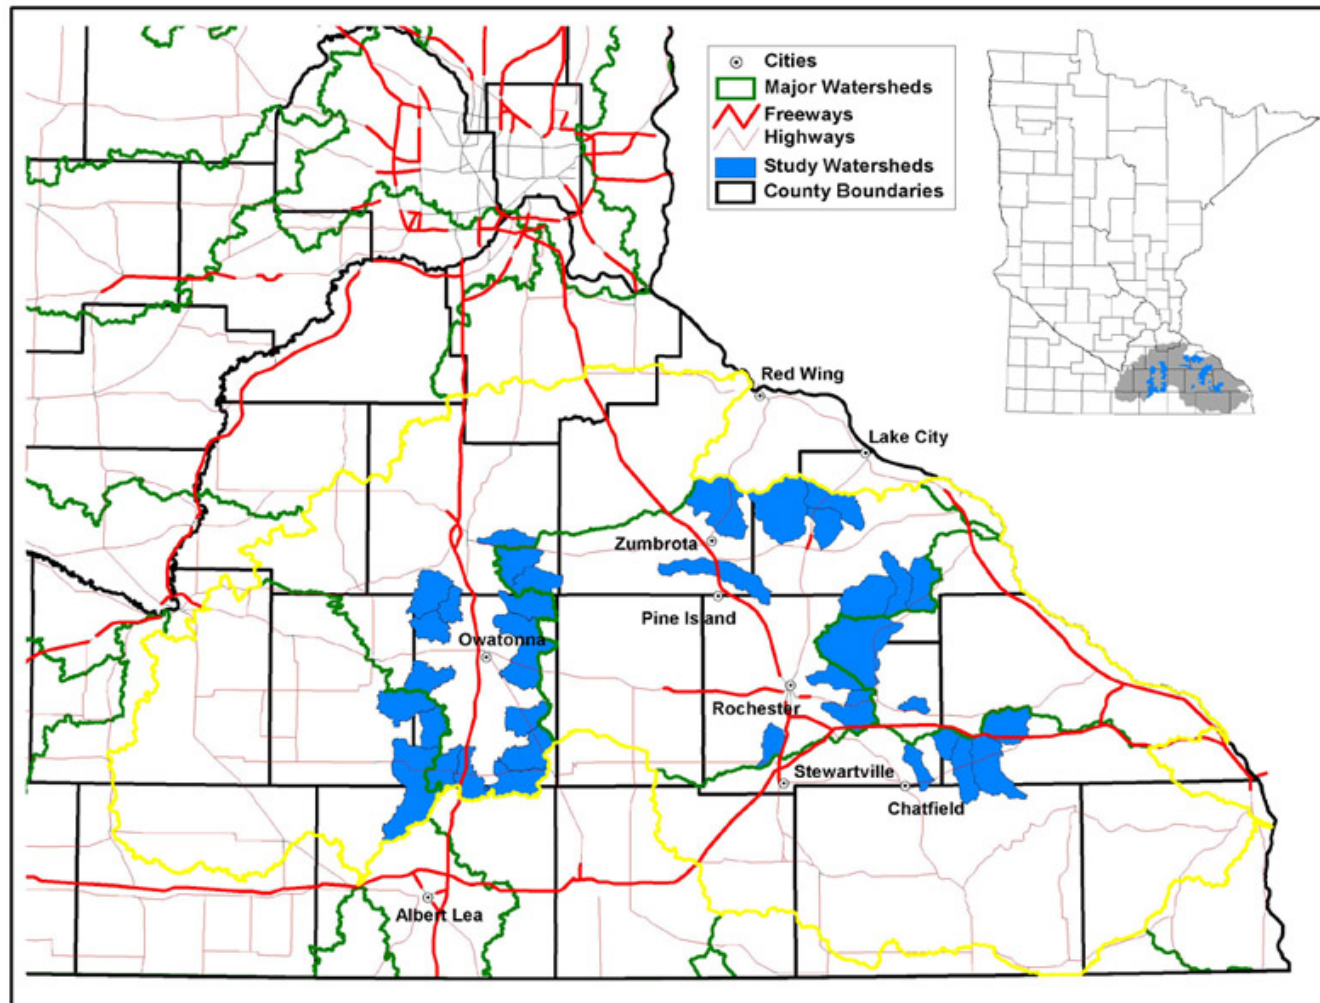 Cities
Major Watersheds
Freeways
Highways
Study Watersheds
County Boundaries
Red Wing
Lake City
Zumbrota
Pine Island
Owatonna
Rochester
Stewartville
Chatfield
Albert Lea